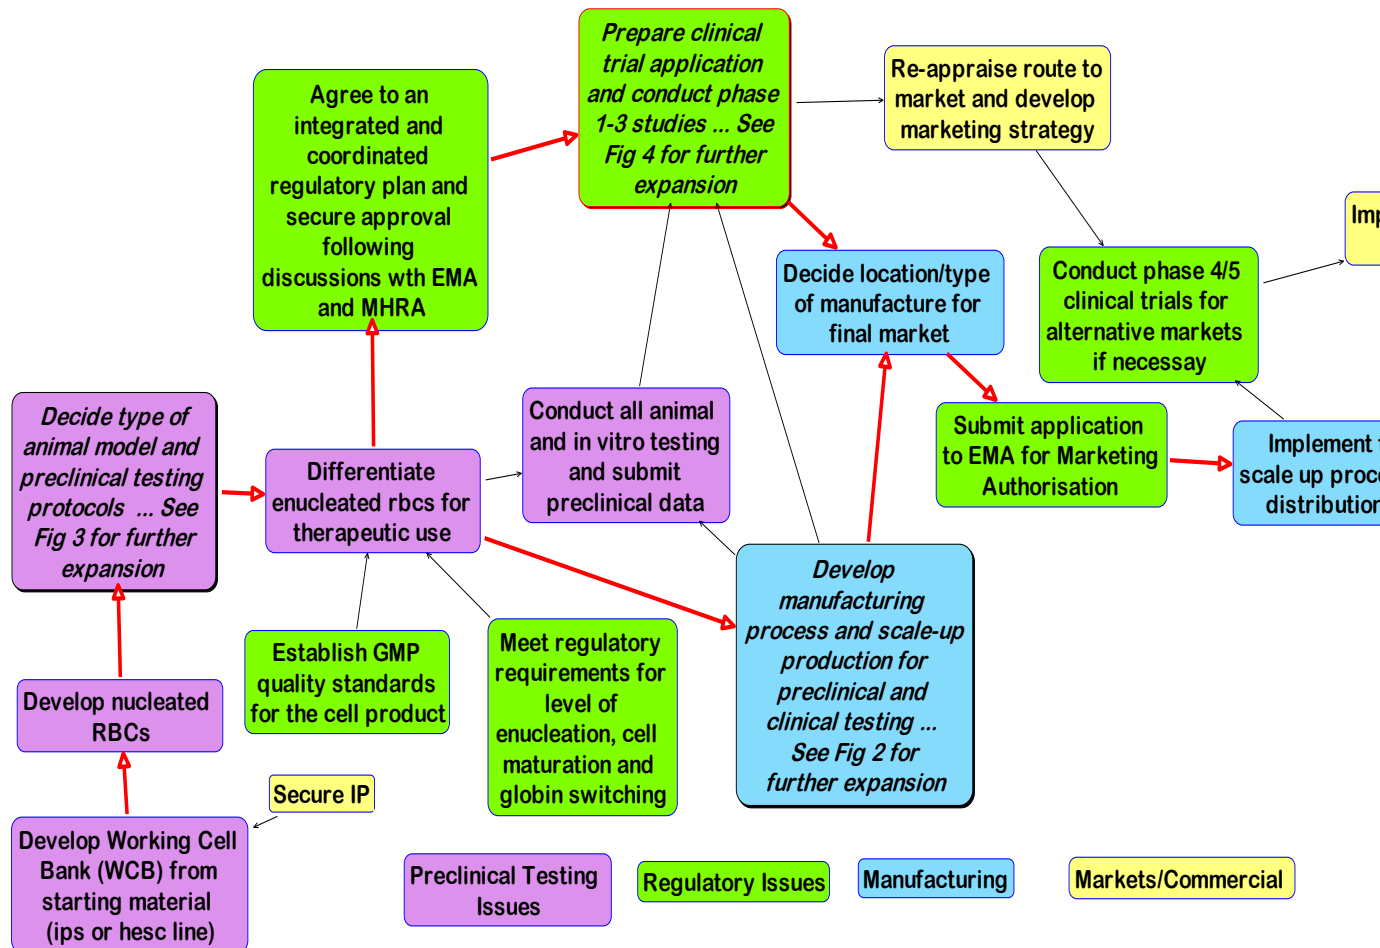 Prepare clinical
trial application
and conduct phase
1-3 studies ... See
Fig 4 for further
expansion
Re-appraise route to
market and develop
marketing strategy
Agree to an
integrated and
coordinated
regulatory plan and
secure approval
following
discussions wth EMA
and MHRA
Decide location/type
of manufacture for
final market
Conduct phase 4/5
clinical trials for
alternative markets
if necessay
Decide type of
animal model and
preclinical testing
protocols ... See
Fig 3 for further
expansion
Differentiate
enucleated rbcs for
therapeutic use
Conduct all animal
and in vitro testing
and submit
preclinical data
Submit application
to EMA for Marketing
Authorisation
Implement
scale up
distribution
Develop
manufacturing
process and scale-up
production for
preclinical and
clinical testing ...
See Fig 2 for
further expansion
Establish GMP
quality standards
for the cell product
Meet regulatory
requirements for
level of
enucleation, cell
maturation and
globin switching
Develop nucleated
RBCs
Secure IP
Develop Working Cell
Bank (WCB) from
starting material
(ips or hesc line)
Preclinical Testing
Issues
Regulatory Issues
Manufacturing
Markets/Commercial